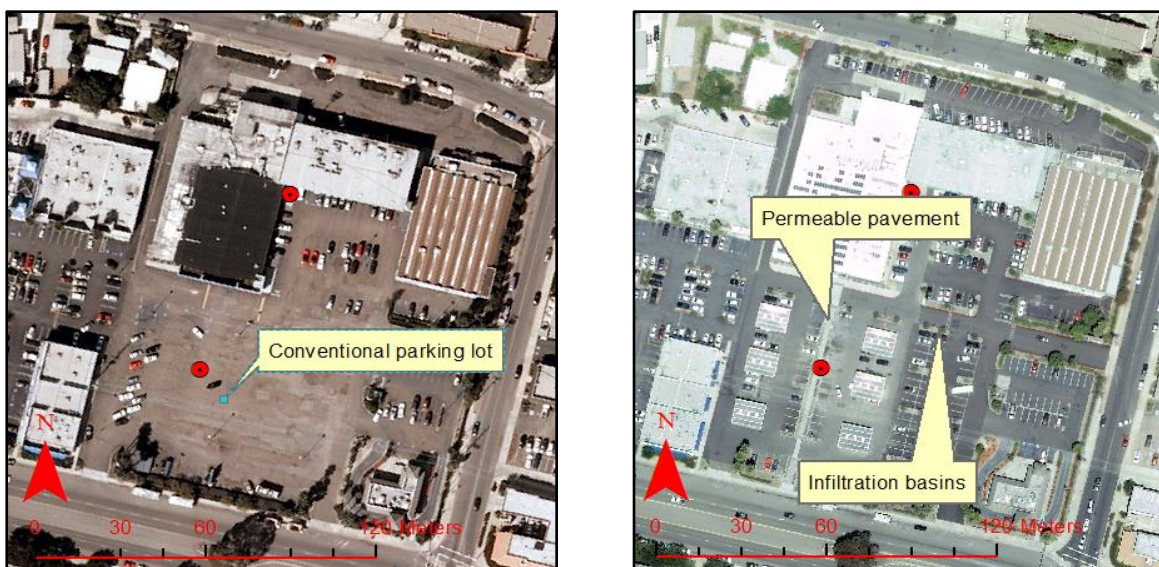 Conventional parking lot
N
0 30 60 120 Meters
Permeable pavement
Infiltration basins
N
0 30 60 120 Meters